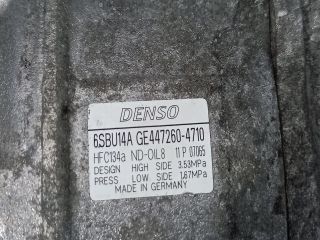 DENSO
6SBU14A GE447260-4710
HFC134a ND-OIL8 11 P 07065
DESIGN HIGH SIDE 3.53MPa
PRESS LOW SIDE 1.67MPa
MADE IN GERMANY